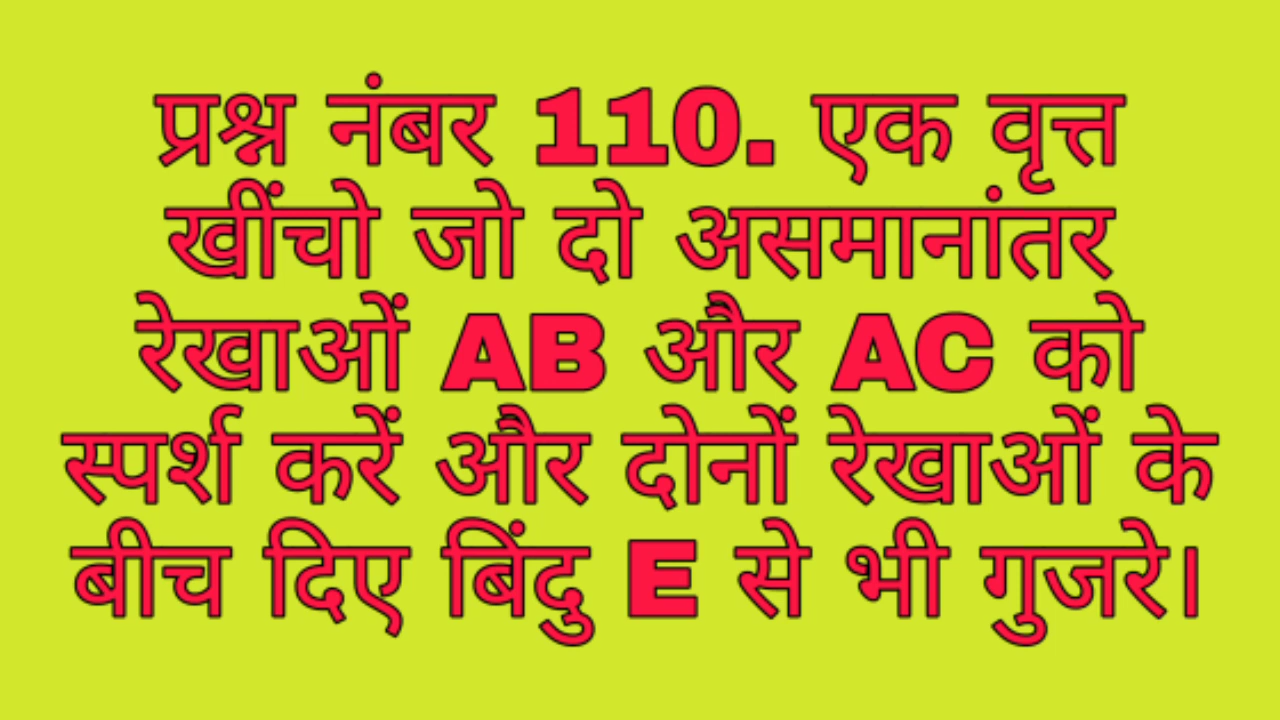 प्रश्न नंबर 110. एक वृत्त
खींचो जो दो असमानांतर
रेखाओं AB और AC को
स्पर्श करें और दोनों रेखाओं के
बीच दिए बिंदु E से भी गुजरे।